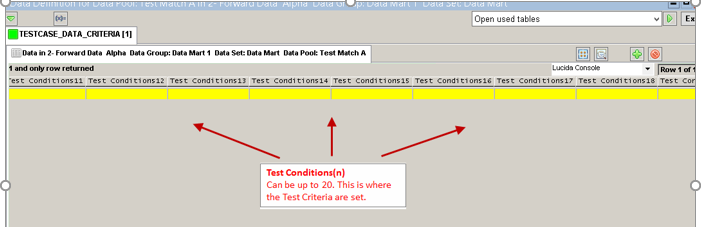 Data Definition for Data Pool: Test Match A in 2- Forward Data Alpha Data Group: Data Mart 1 Data Set: Data Mart
Open used tables
Ex
TESTCASE_DATA_CRITERIA [1]
Data in 2- Forward Data Alpha Data Group: Data Mart 1 Data Set: Data Mart Data Pool: Test Match A
1 and only row returned
Lucida Console
Row 1 of 1
Test Conditions11 Test Conditions12 Test Conditions13 Test Conditions14 Test Conditions15 Test Conditions16 Test Conditions17 Test Conditions18 Test Con
Test Conditions(n)
Can be up to 20. This is where
the Test Criteria are set.